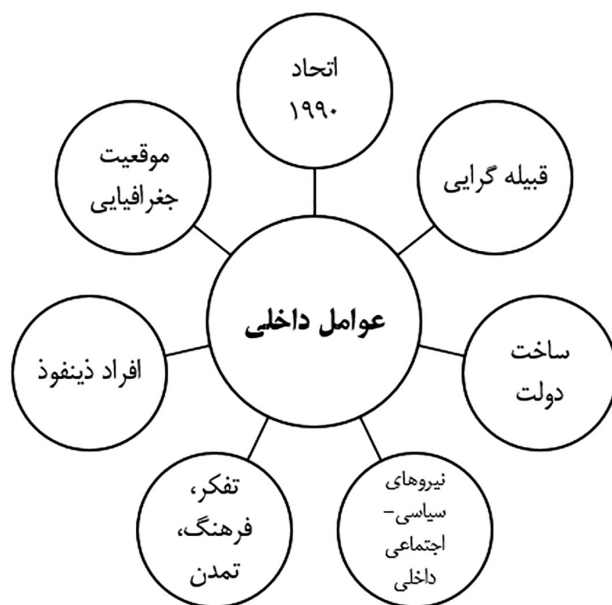 اتحاد
۱۹۹۰
قبیله گرایی
ساخت
دولت
نیروهای
سیاسی-
اجتماعی
داخلی
تفکر،
فرهنگ،
تمدن
افراد ذینفوذ
موقعیت
جغرافیایی
عوامل داخلی